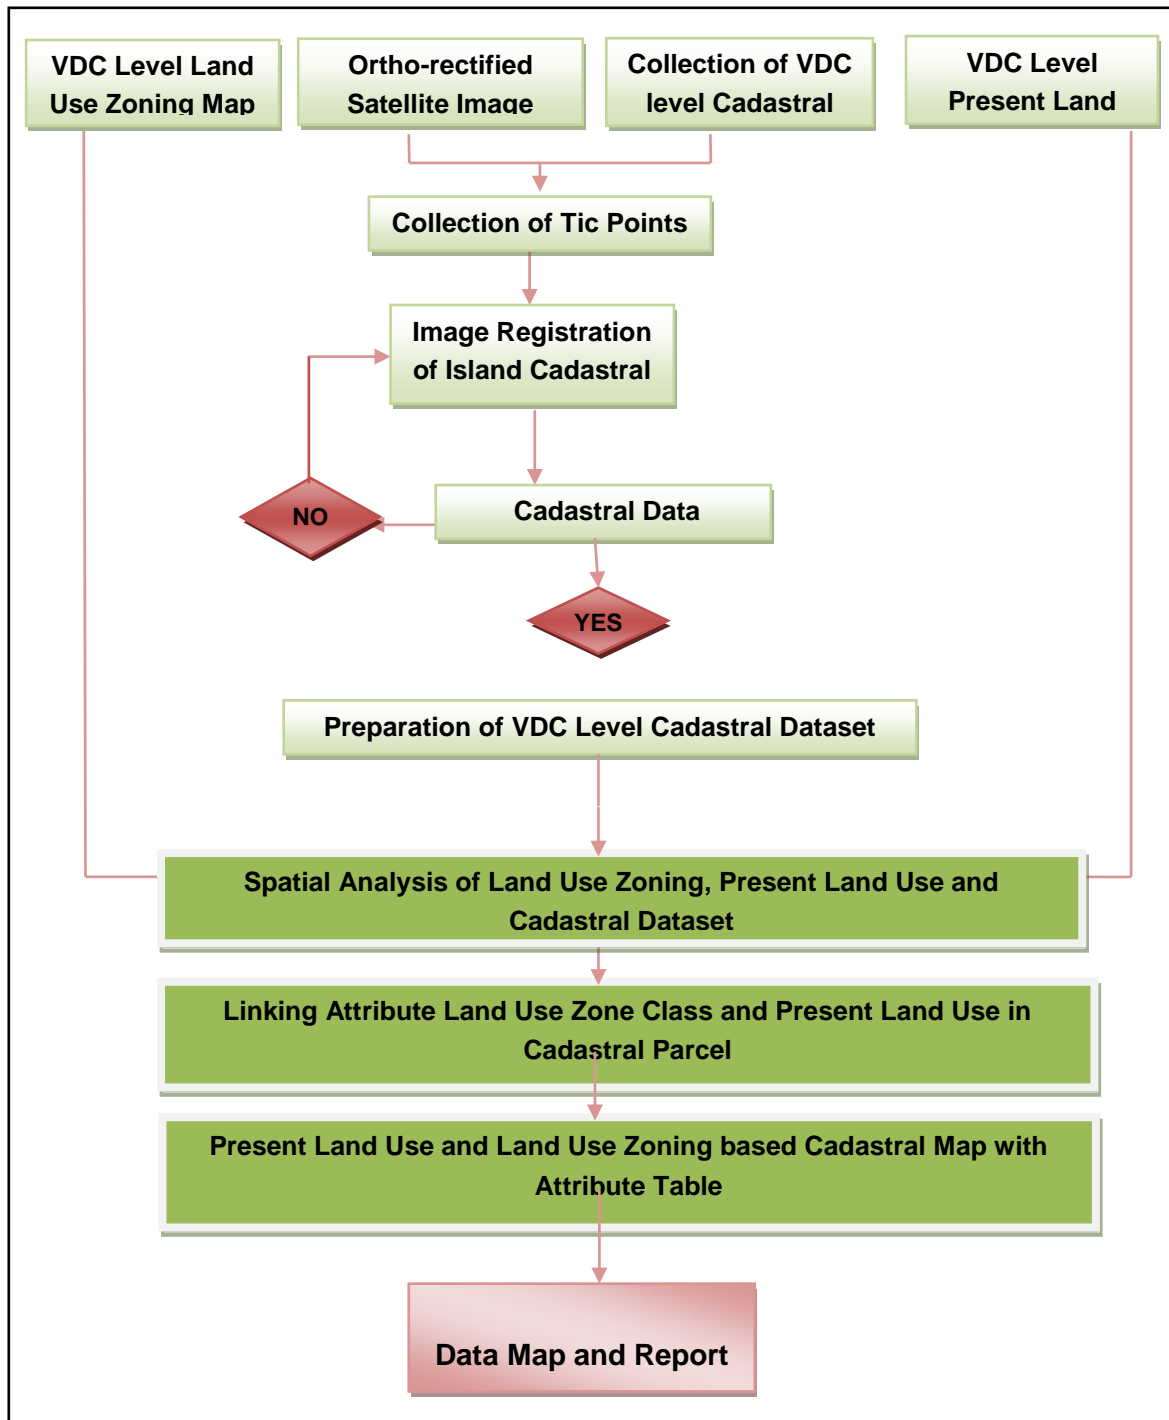 VDC Level Land
Use Zoning Map
Ortho-rectified
Satellite Image
Collection of VDC
level Cadastral
VDC Level
Present Land
Collection of Tic Points
Image Registration
of Island Cadastral
NO
Cadastral Data
YES
Preparation of VDC Level Cadastral Dataset
Spatial Analysis of Land Use Zoning, Present Land Use and
Cadastral Dataset
Linking Attribute Land Use Zone Class and Present Land Use in
Cadastral Parcel
Present Land Use and Land Use Zoning based Cadastral Map with
Attribute Table
Data Map and Report